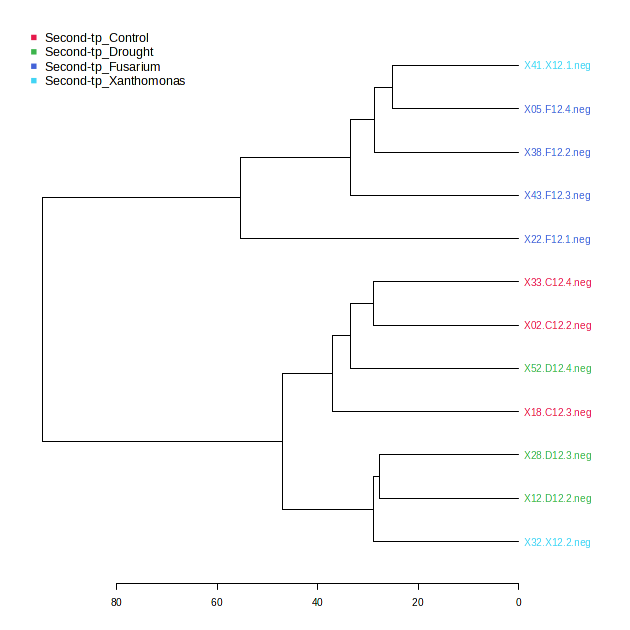 Second-tp_Control
Second-tp_Drought
Second-tp_Fusarium
Second-tp_Xanthomonas
X41.X12.1.neg
X05.F12.4.neg
X38.F12.2.neg
X43.F12.3.neg
X22.F12.1.neg
X33.C12.4.neg
X02.C12.2.neg
X52.D12.4.neg
X18.C12.3.neg
X28.D12.3.neg
X12.D12.2.neg
X32.X12.2.neg
80 60 40 20 0